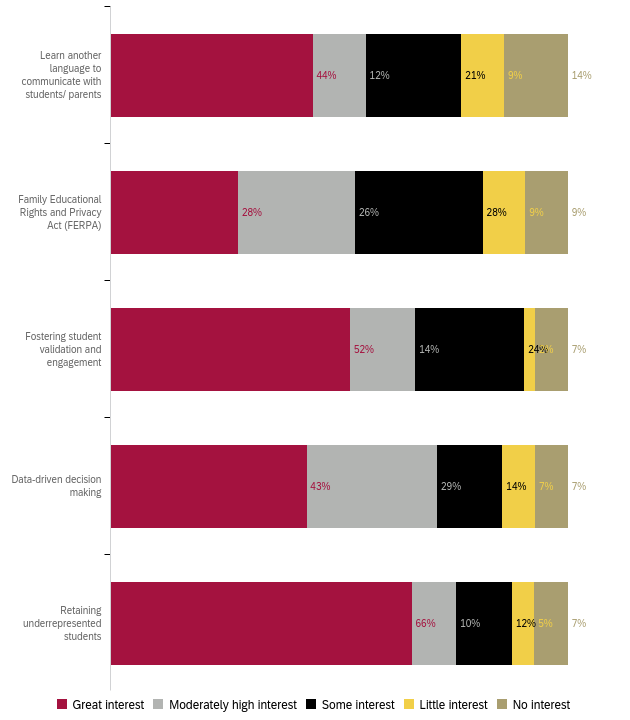 Learn another
language to
communicate with
students/ parents
44% 12% 21% 9% 14%
Family Educational
Rights and Privacy
Act (FERPA)
28% 26% 28% 9% 9%
Fostering student
validation and
engagement
52% 14% 24% 7%
Data-driven decision
making
43% 29% 14% 7% 7%
Retaining
underrepresented
students
66% 10% 12% 5% 7%
Great interest Moderately high interest Some interest Little interest No interest